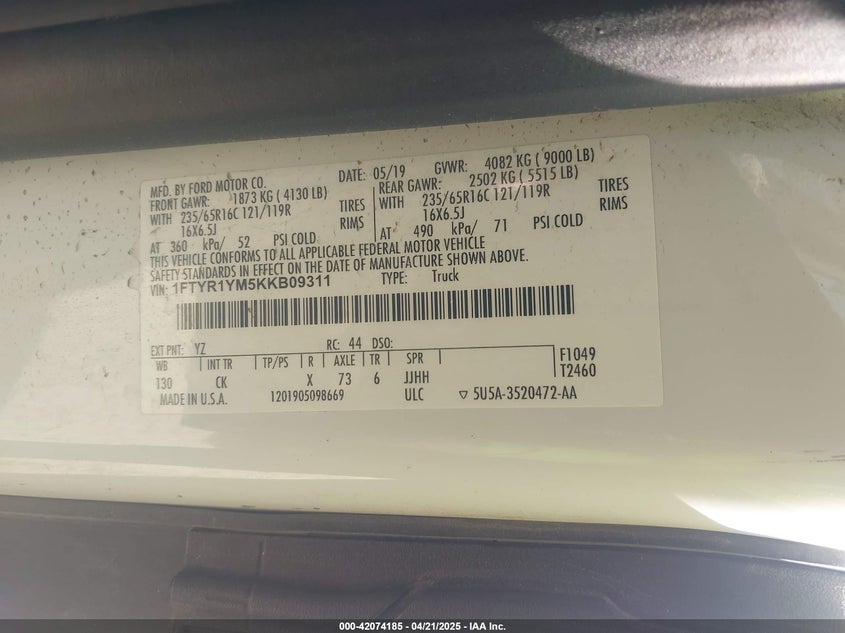 MFD. BY FORD MOTOR CO. DATE: 05/19 GVWR: 4082 KG ( 9000 LB)
FRONT GAWR: 1873 KG ( 4130 LB) REAR GAWR: 2502 KG ( 5515 LB)
WITH 235/65R16C 121/119R TIRES WITH 235/65R16C 121/119R TIRES
16X6.5J RIMS 16X6.5J RIMS
AT 360 kPa/ 52 PSI COLD AT 490 kPa/ 71 PSI COLD
THIS VEHICLE CONFORMS TO ALL APPLICABLE FEDERAL MOTOR VEHICLE
SAFETY STANDARDS IN EFFECT ON THE DATE OF MANUFACTURE SHOWN ABOVE.
VIN: 1FTYR1YM5KKB09311 TYPE: Truck
EXT PNT: YZ RC: 44 DSO:
WB INT TR TP/PS R AXLE TR SPR F1049
130 CK X 73 6 JJHH T2460
MADE IN U.S.A. 1201905098669 ULC ▽ 5U5A-3520472-AA
000-42074185 - 04/21/2025 - IAA Inc.